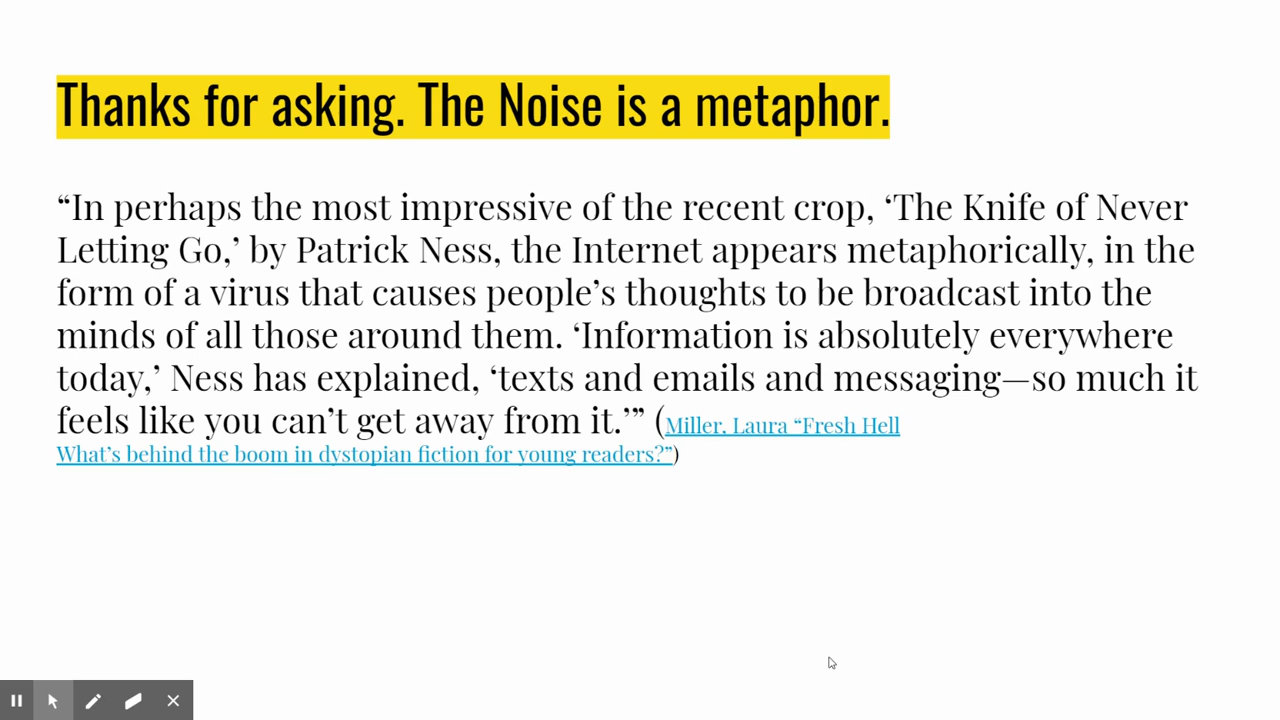 Thanks for asking. The Noise is a metaphor.
“In perhaps the most impressive of the recent crop, ‘The Knife of Never
Letting Go,’ by Patrick Ness, the Internet appears metaphorically, in the
form of a virus that causes people’s thoughts to be broadcast into the
minds of all those around them. ‘Information is absolutely everywhere
today,’ Ness has explained, ‘texts and emails and messaging—so much it
feels like you can’t get away from it.’” (Miller, Laura “Fresh Hell
What’s behind the boom in dystopian fiction for young readers?”)